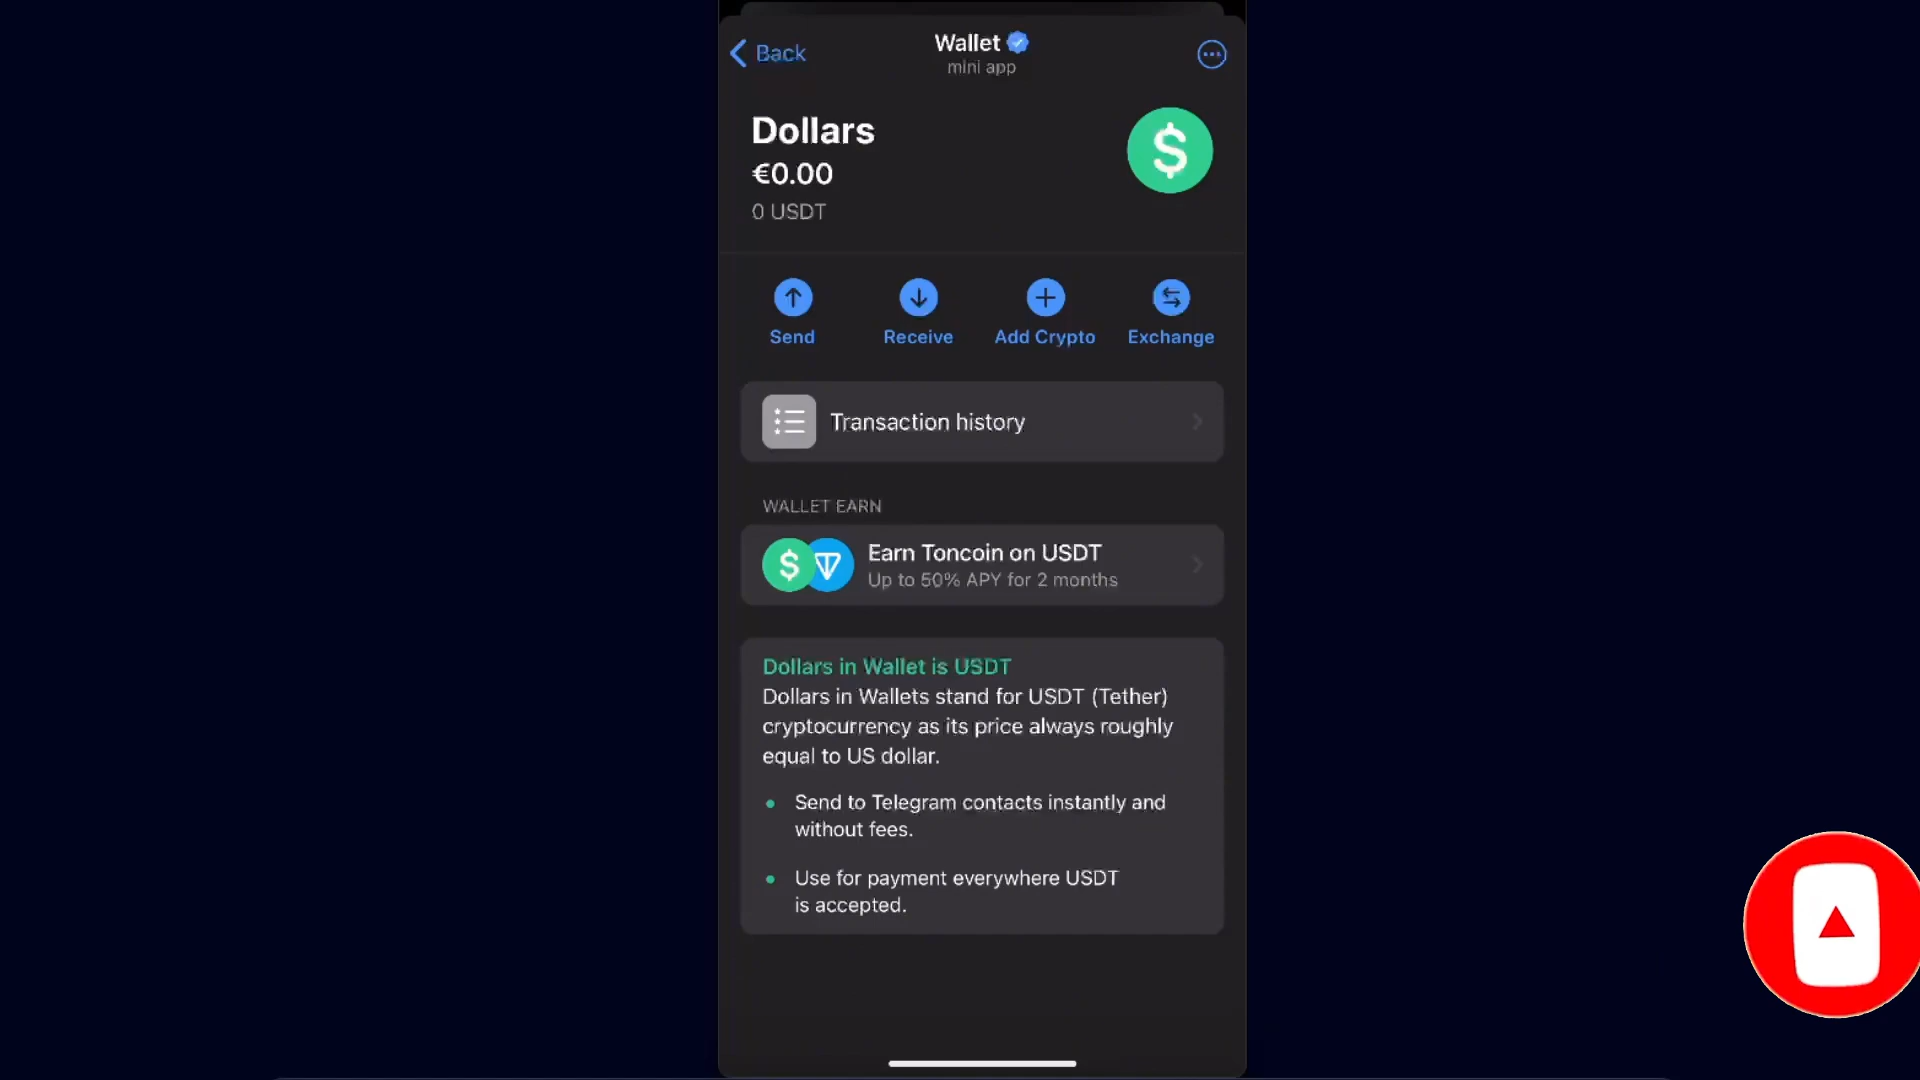 Back
Wallet
mini app
Dollars
€0.00
0 USDT
Send
Receive
Add Crypto
Exchange
Transaction history
WALLET EARN
Earn Toncoin on USDT
Up to 50% APY for 2 months
Dollars in Wallet is USDT
Dollars in Wallets stand for USDT (Tether)
cryptocurrency as its price always roughly
equal to US dollar.
Send to Telegram contacts instantly and
without fees.
Use for payment everywhere USDT
is accepted.